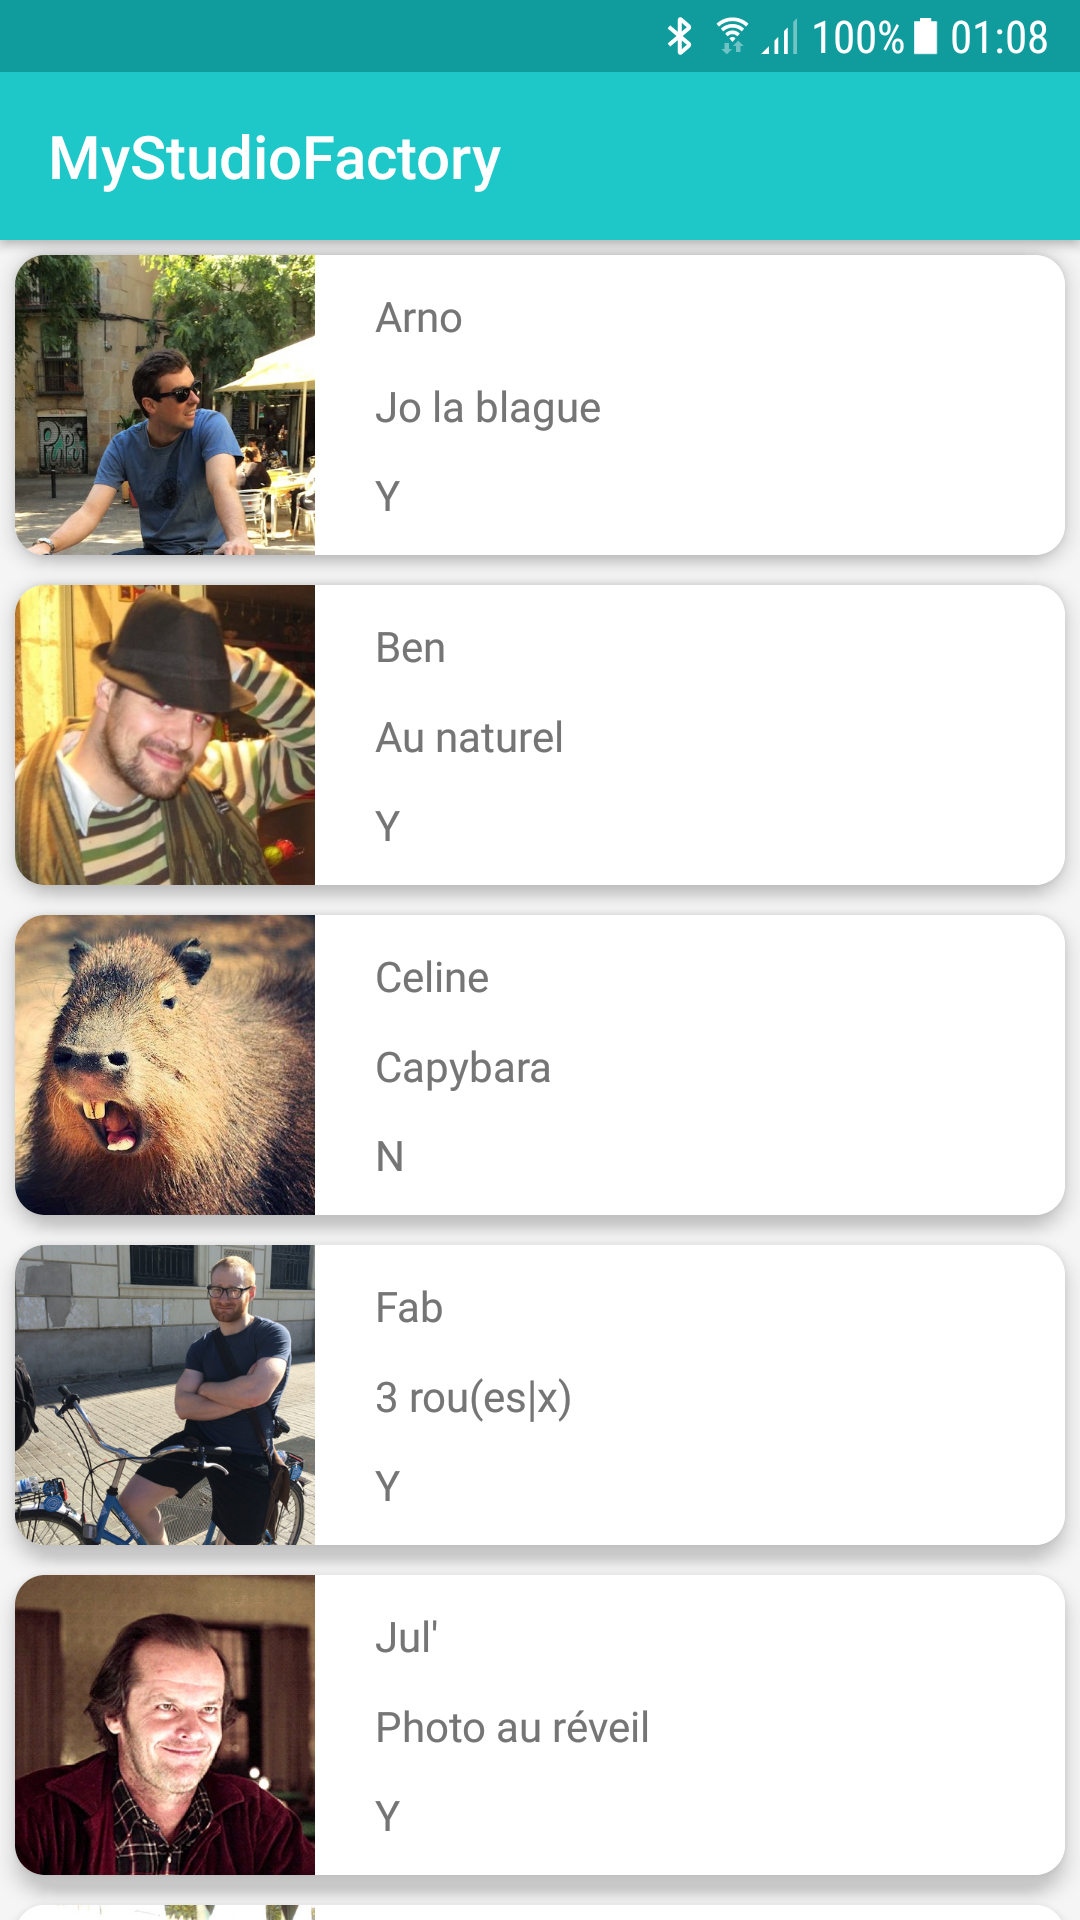 100% 01:08
MyStudioFactory
Arno
Jo la blague
Y
Ben
Au naturel
Y
Celine
Capybara
N
Fab
3 rou(es|x)
Y
Jul'
Photo au réveil
Y